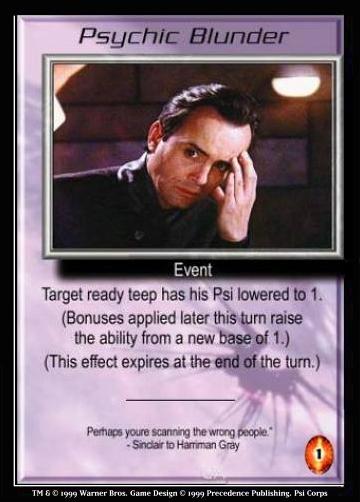 Psychic Blunder
Event
Target ready teep has his Psi lowered to 1.
(Bonuses applied later this turn raise
the ability from a new base of 1.)
(This effect expires at the end of the turn.)
Perhaps youre scanning the wrong people."
- Sinclair to Harriman Gray
1
TM & © 1999 Warner Bros. Game Design © 1999 Precedence Publishing. Psi Corps